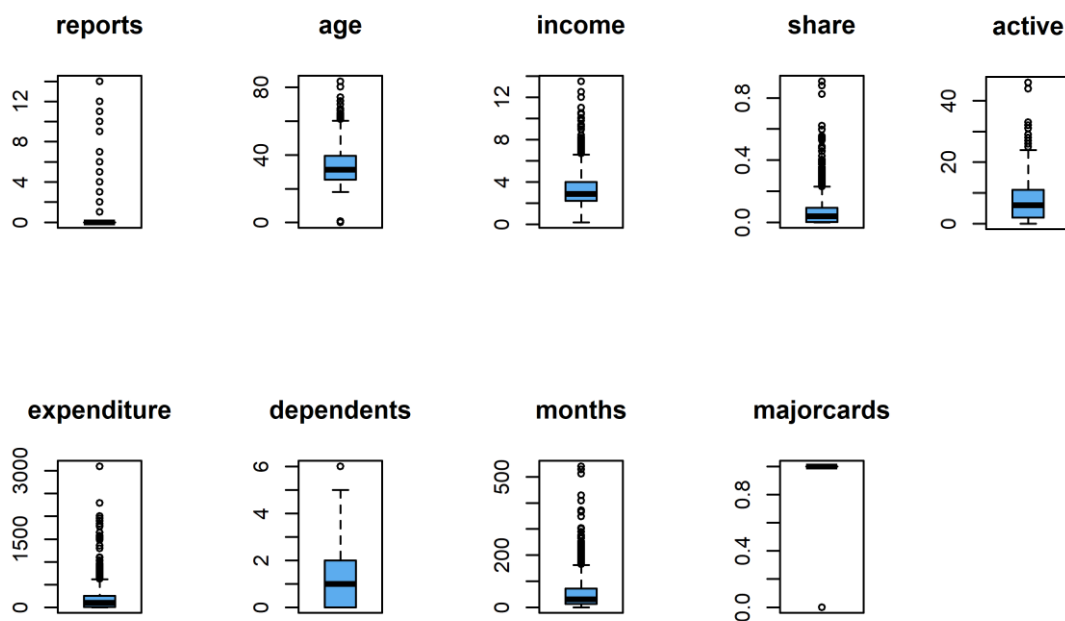 reports age income share active
0 4 8 12
0 40 80
0 4 8 12
0.0 0.4 0.8
0 20 40
expenditure dependents months majorcards
0 1500 3000
0 2 4 6
0 200 500
0.0 0.4 0.8